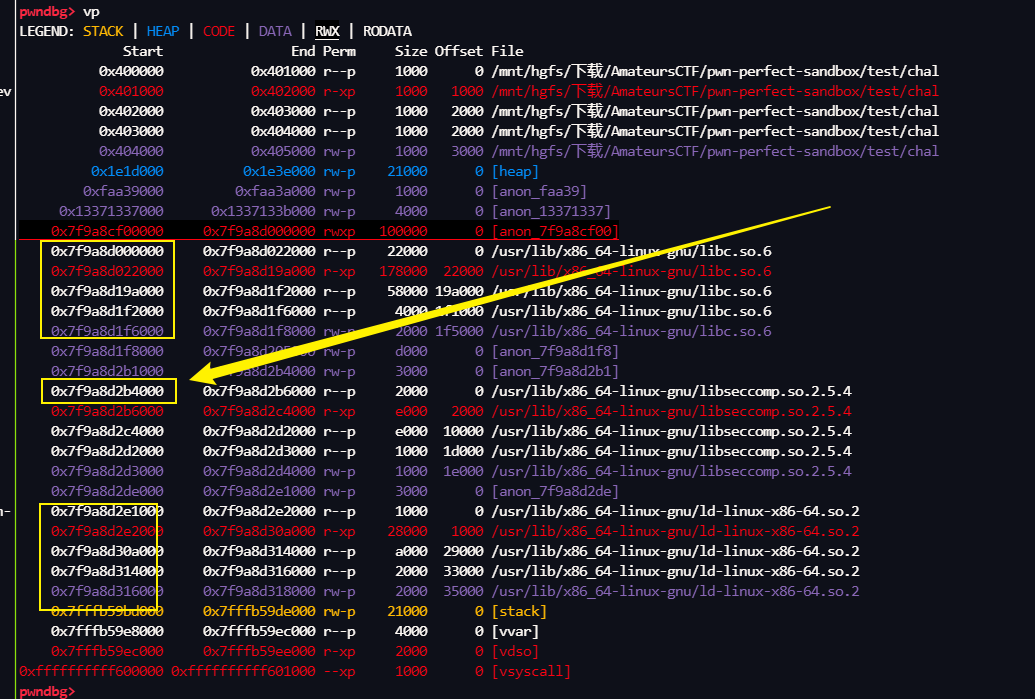 pwndbg> vp
LEGEND: STACK | HEAP | CODE | DATA | RWX | RODATA
Start End Perm Size Offset File
0x400000 0x401000 r--p 1000 0 /mnt/hgfs/下载/AmateursCTF/pwn-perfect-sandbox/test/chal
ev
0x401000 0x402000 r-xp 1000 1000 /mnt/hgfs/下载/AmateursCTF/pwn-perfect-sandbox/test/chal
0x402000 0x403000 r--p 1000 2000 /mnt/hgfs/下载/AmateursCTF/pwn-perfect-sandbox/test/chal
0x403000 0x404000 r--p 1000 2000 /mnt/hgfs/下载/AmateursCTF/pwn-perfect-sandbox/test/chal
0x404000 0x405000 rw-p 1000 3000 /mnt/hgfs/下载/AmateursCTF/pwn-perfect-sandbox/test/chal
0x1e1d000 0x1e3e000 rw-p 21000 0 [heap]
0xfaa39000 0xfaa3a000 rw-p 1000 0 [anon_faa39]
0x13371337000 0x1337133b000 rw-p 4000 0 [anon_13371337]
0x7f9a8cf00000 0x7f9a8d000000 rwxp 100000 0 [anon_7f9a8cf00]
0x7f9a8d000000 0x7f9a8d022000 r--p 22000 0 /usr/lib/x86_64-linux-gnu/libc.so.6
0x7f9a8d022000 0x7f9a8d19a000 r-xp 178000 22000 /usr/lib/x86_64-linux-gnu/libc.so.6
0x7f9a8d19a000 0x7f9a8d1f2000 r--p 58000 19a000 /usr/lib/x86_64-linux-gnu/libc.so.6
0x7f9a8d1f2000 0x7f9a8d1f6000 r--p 4000 1f1000 /usr/lib/x86_64-linux-gnu/libc.so.6
0x7f9a8d1f6000 0x7f9a8d1f8000 rw-p 2000 1f5000 /usr/lib/x86_64-linux-gnu/libc.so.6
0x7f9a8d1f8000 rw-p d000 0 [anon_7f9a8d1f8]
0x7f9a8d2b1000 0x7f9a8d2b4000 rw-p 3000 0 [anon_7f9a8d2b1]
0x7f9a8d2b4000 0x7f9a8d2b6000 r--p 2000 0 /usr/lib/x86_64-linux-gnu/libseccomp.so.2.5.4
0x7f9a8d2b6000 0x7f9a8d2c4000 r-xp e000 2000 /usr/lib/x86_64-linux-gnu/libseccomp.so.2.5.4
0x7f9a8d2c4000 0x7f9a8d2d2000 r--p e000 10000 /usr/lib/x86_64-linux-gnu/libseccomp.so.2.5.4
0x7f9a8d2d2000 0x7f9a8d2d3000 r--p 1000 1d000 /usr/lib/x86_64-linux-gnu/libseccomp.so.2.5.4
0x7f9a8d2d3000 0x7f9a8d2d4000 rw-p 1000 1e000 /usr/lib/x86_64-linux-gnu/libseccomp.so.2.5.4
0x7f9a8d2de000 0x7f9a8d2e1000 rw-p 3000 0 [anon_7f9a8d2de]
n-
0x7f9a8d2e1000 0x7f9a8d2e2000 r--p 1000 0 /usr/lib/x86_64-linux-gnu/ld-linux-x86-64.so.2
0x7f9a8d2e2000 0x7f9a8d30a000 r-xp 28000 1000 /usr/lib/x86_64-linux-gnu/ld-linux-x86-64.so.2
0x7f9a8d30a000 0x7f9a8d314000 r--p a000 29000 /usr/lib/x86_64-linux-gnu/ld-linux-x86-64.so.2
0x7f9a8d314000 0x7f9a8d316000 r--p 2000 33000 /usr/lib/x86_64-linux-gnu/ld-linux-x86-64.so.2
0x7f9a8d316000 0x7f9a8d318000 rw-p 2000 35000 /usr/lib/x86_64-linux-gnu/ld-linux-x86-64.so.2
0x7fffb59bd000 0x7fffb59de000 rw-p 21000 0 [stack]
0x7fffb59e8000 0x7fffb59ec000 r--p 4000 0 [vvar]
0x7fffb59ec000 0x7fffb59ee000 r-xp 2000 0 [vdso]
0xffffffffff600000 0xffffffffff601000 --xp 1000 0 [vsyscall]
pwndbg>